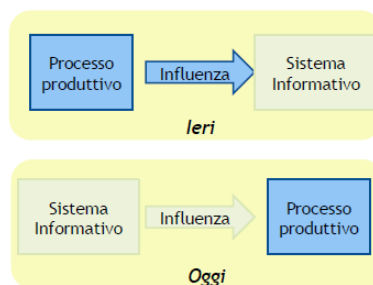 Processo
produttivo
Influenza
Sistema
Informativo
Ieri
Sistema
Informativo
Influenza
Processo
produttivo
Oggi